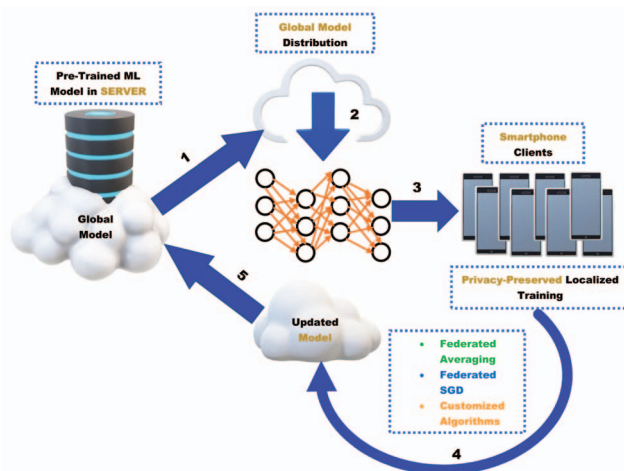 Global Model
Distribution
Pre-Trained ML
Model in SERVER
1
2
Smartphone
Clients
3
Global
Model
Privacy-Preserved Localized
Training
5
Updated
Model
Federated
Averaging
Federated
SGD
Customized
Algorithms
4